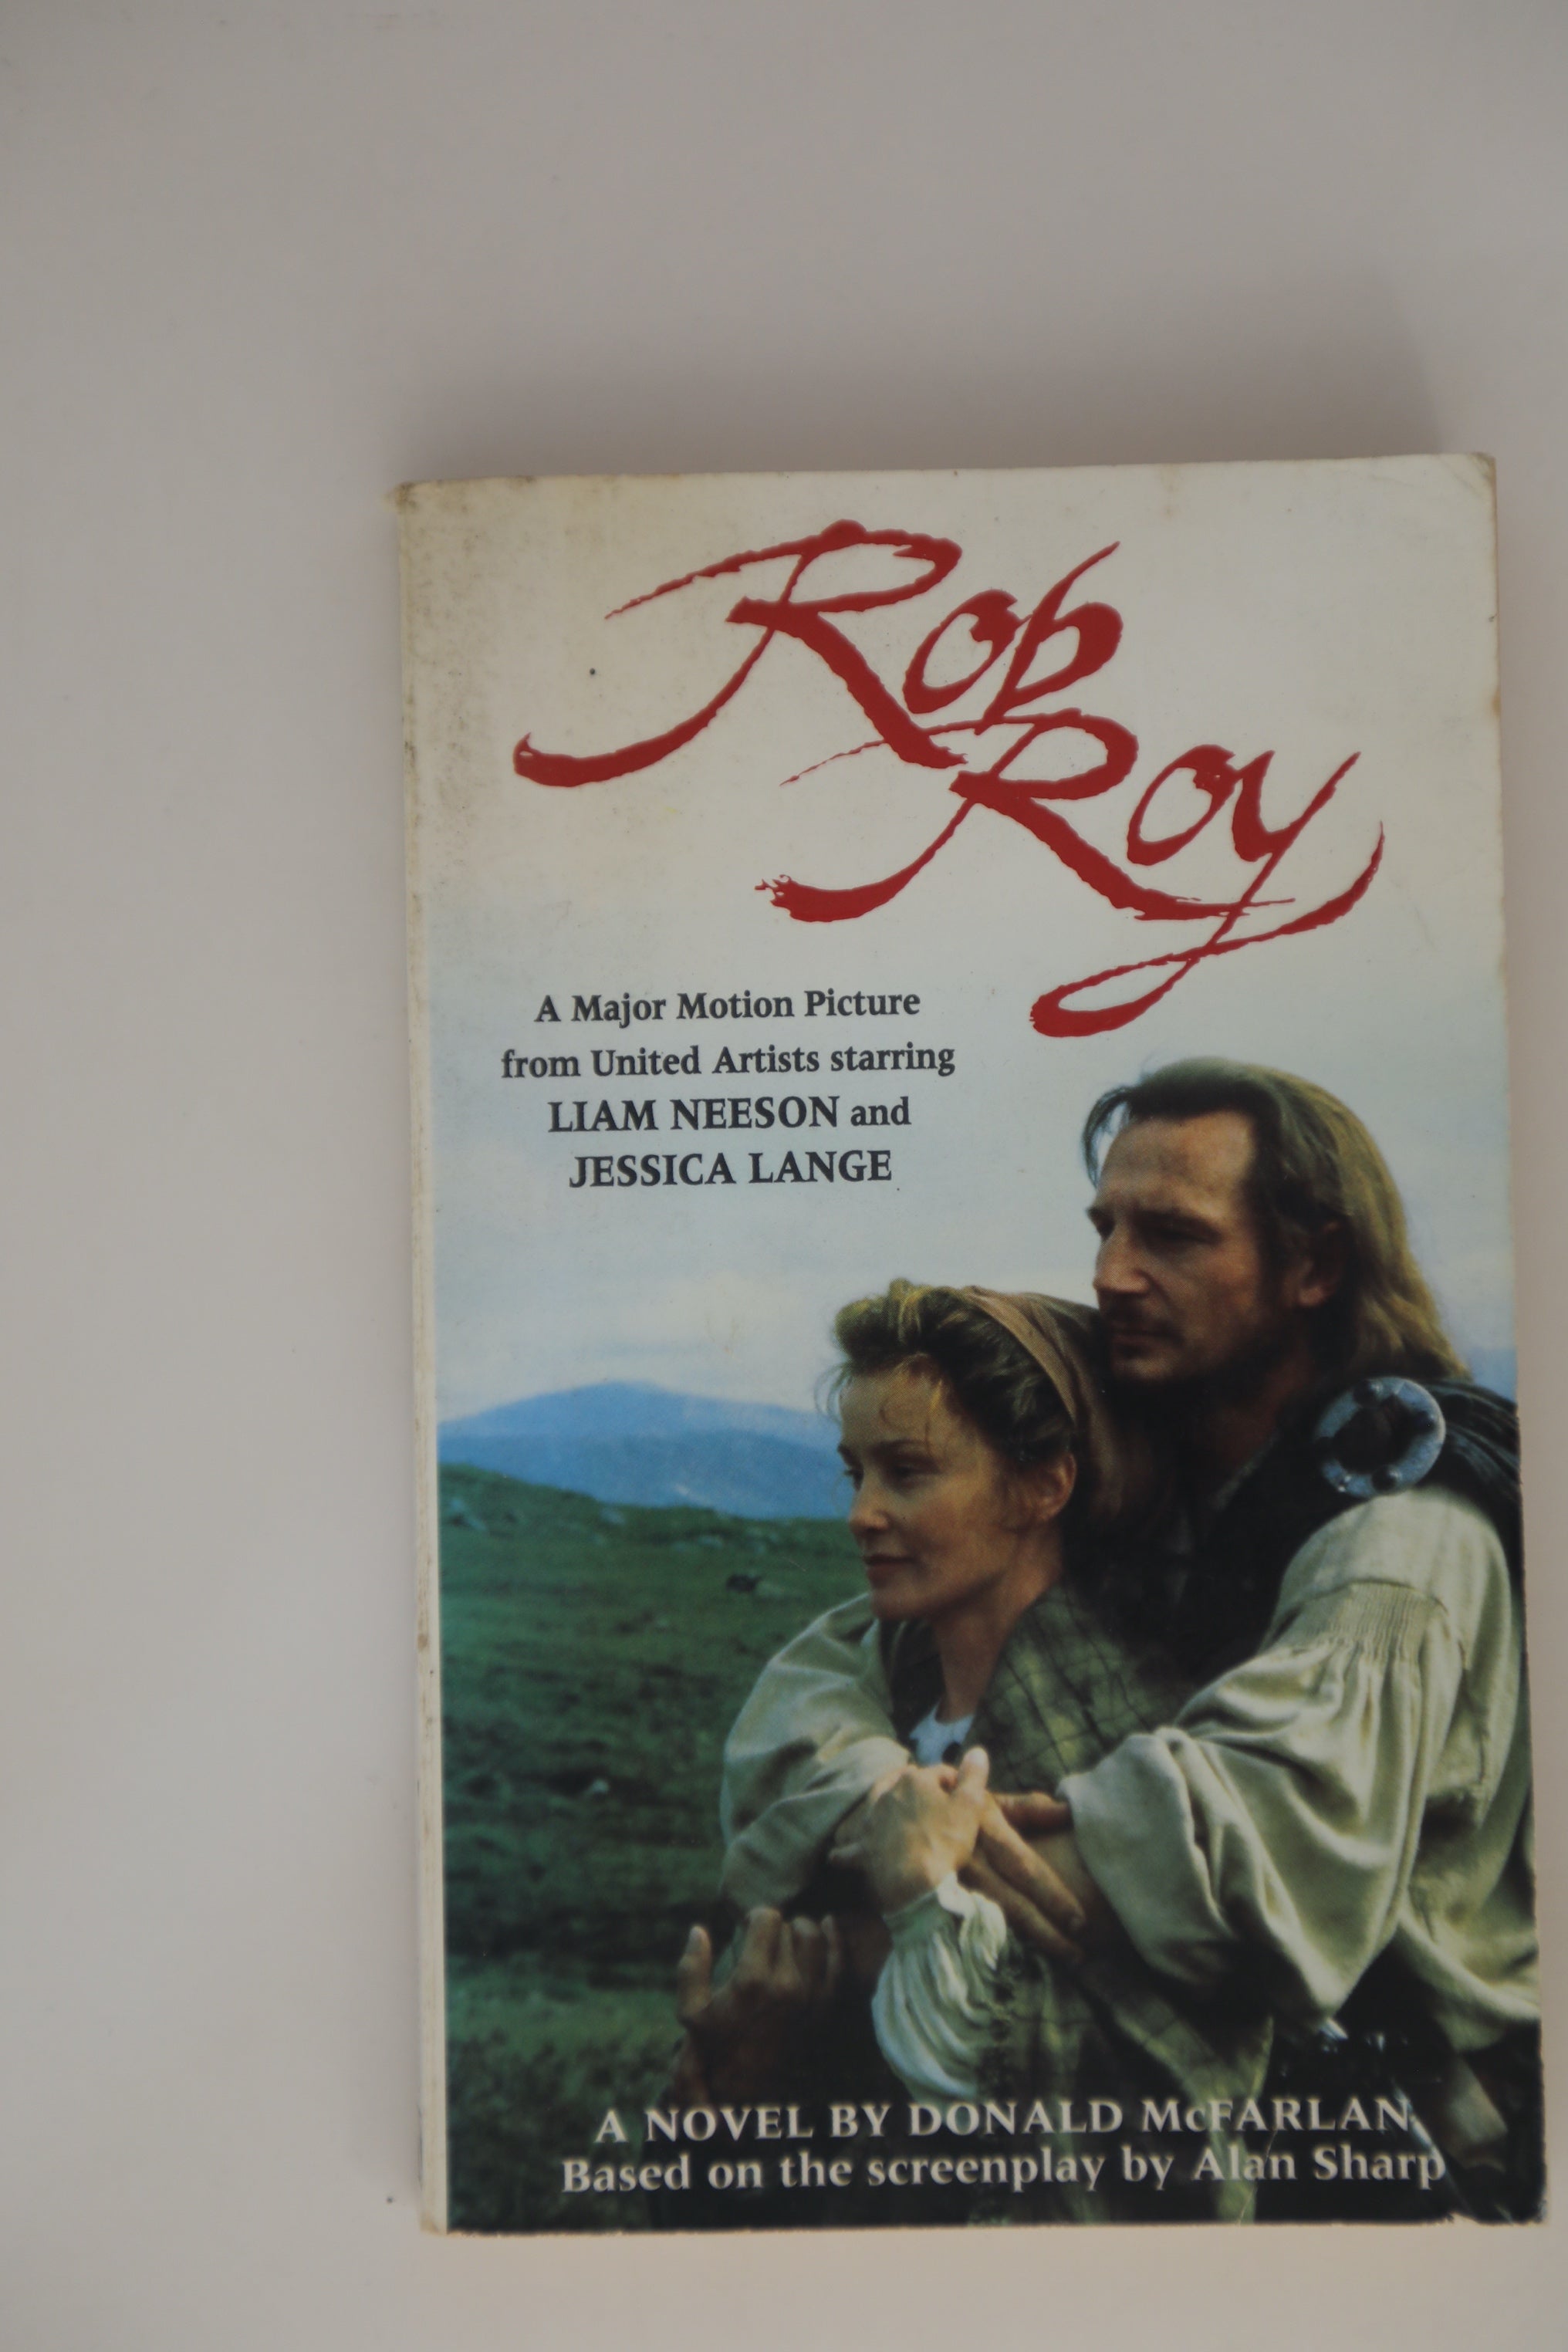 Rob
Roy
A Major Motion Picture
from United Artists starring
LIAM NEESON and
JESSICA LANGE
A NOVEL BY DONALD McFARLAN
Based on the screenplay by Alan Sharp